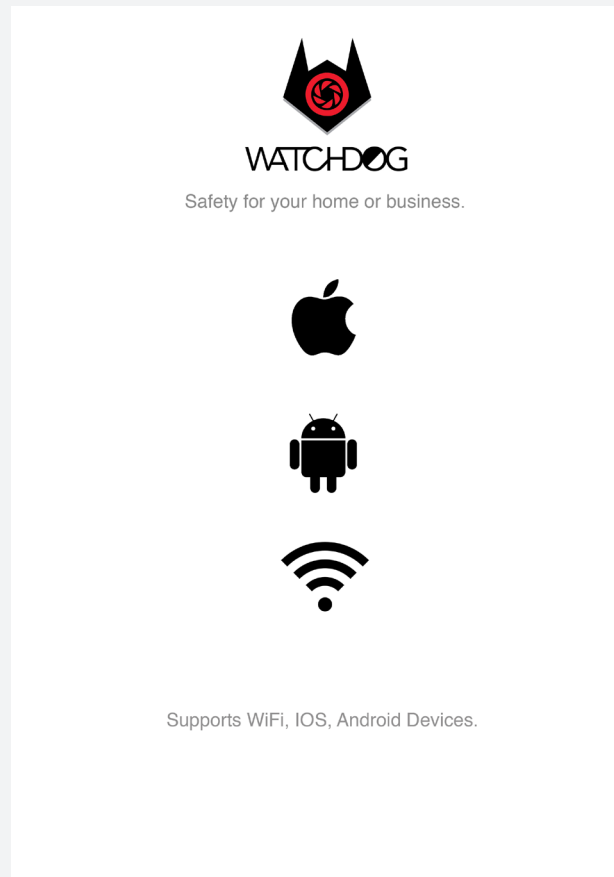 WATCHDOG
Safety for your home or business.
Supports WiFi, IOS, Android Devices.